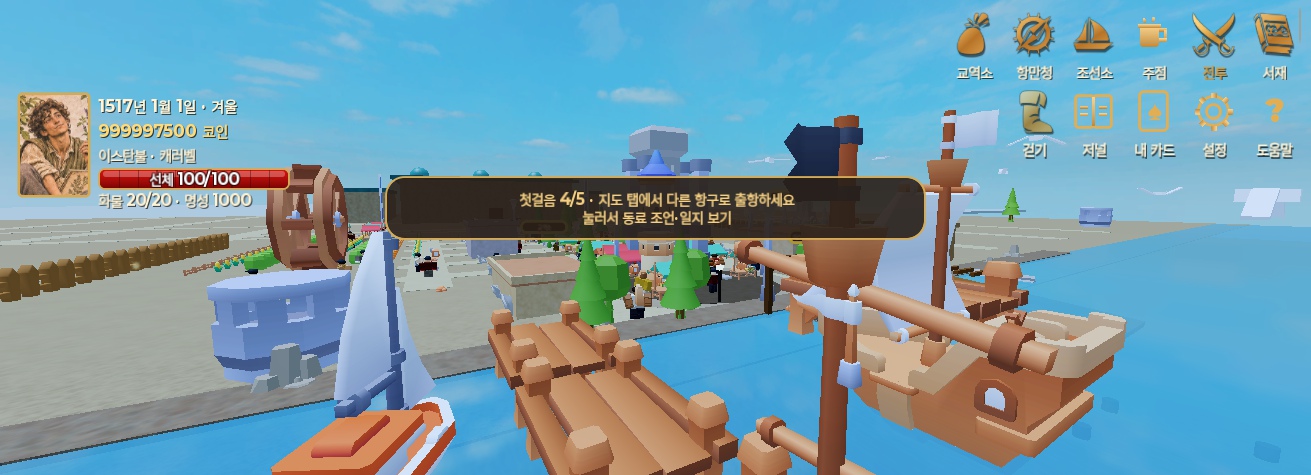 1517년 1월 1일 · 겨울
999997500 코인
이스탄불 · 캐러벨
선체 100/100
화물 20/20 · 명성 1000
첫걸음 4/5 · 지도 탭에서 다른 항구로 출항하세요
눌러서 동료 조언·일지 보기
교역소 항만청 조선소 주점 전투 서재
걷기 저널 내 카드 설정 도움말